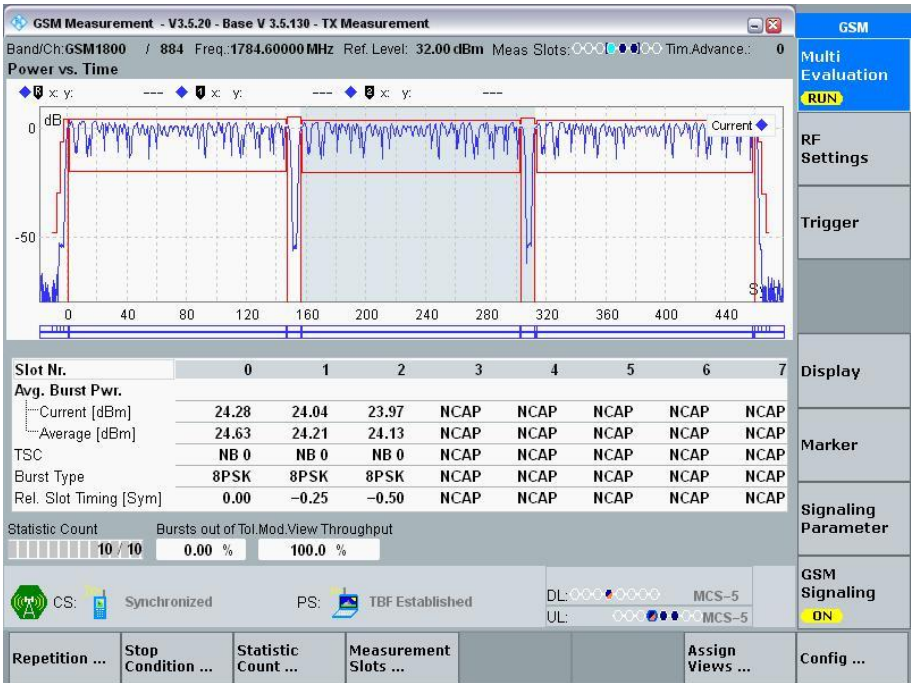 GSM Measurement - V3.5.20 - Base V 3.5.130 - TX Measurement
GSM
Band/Ch:GSM1800 / 884 Freq.:1784.60000MHz Ref. Level: 32.00 dBm Meas Slots: Tim.Advance.: 0
Power vs. Time
Multi Evaluation
RUN
R x: y: --- 1 x: y: --- 2 x: y: ---
dB
Current
0
-50
Sym
0 40 80 120 160 200 240 280 320 360 400 440
RF Settings
Trigger
Display
Marker
Signaling Parameter
GSM Signaling
ON
Slot Nr. 0 1 2 3 4 5 6 7
Avg. Burst Pwr.
Current [dBm] 24.28 24.04 23.97 NCAP NCAP NCAP NCAP NCAP
Average [dBm] 24.63 24.21 24.13 NCAP NCAP NCAP NCAP NCAP
TSC NB 0 NB 0 NB 0 NCAP NCAP NCAP NCAP NCAP
Burst Type 8PSK 8PSK 8PSK NCAP NCAP NCAP NCAP NCAP
Rel. Slot Timing [Sym] 0.00 −0.25 −0.50 NCAP NCAP NCAP NCAP NCAP
Statistic Count Bursts out of Tol. Mod.View Throughput
10 / 10 0.00 % 100.0 %
CS: Synchronized PS: TBF Established
DL: MCS−5
UL: MCS−5
Repetition ...
Stop Condition ...
Statistic Count ...
Measurement Slots ...
Assign Views ...
Config ...